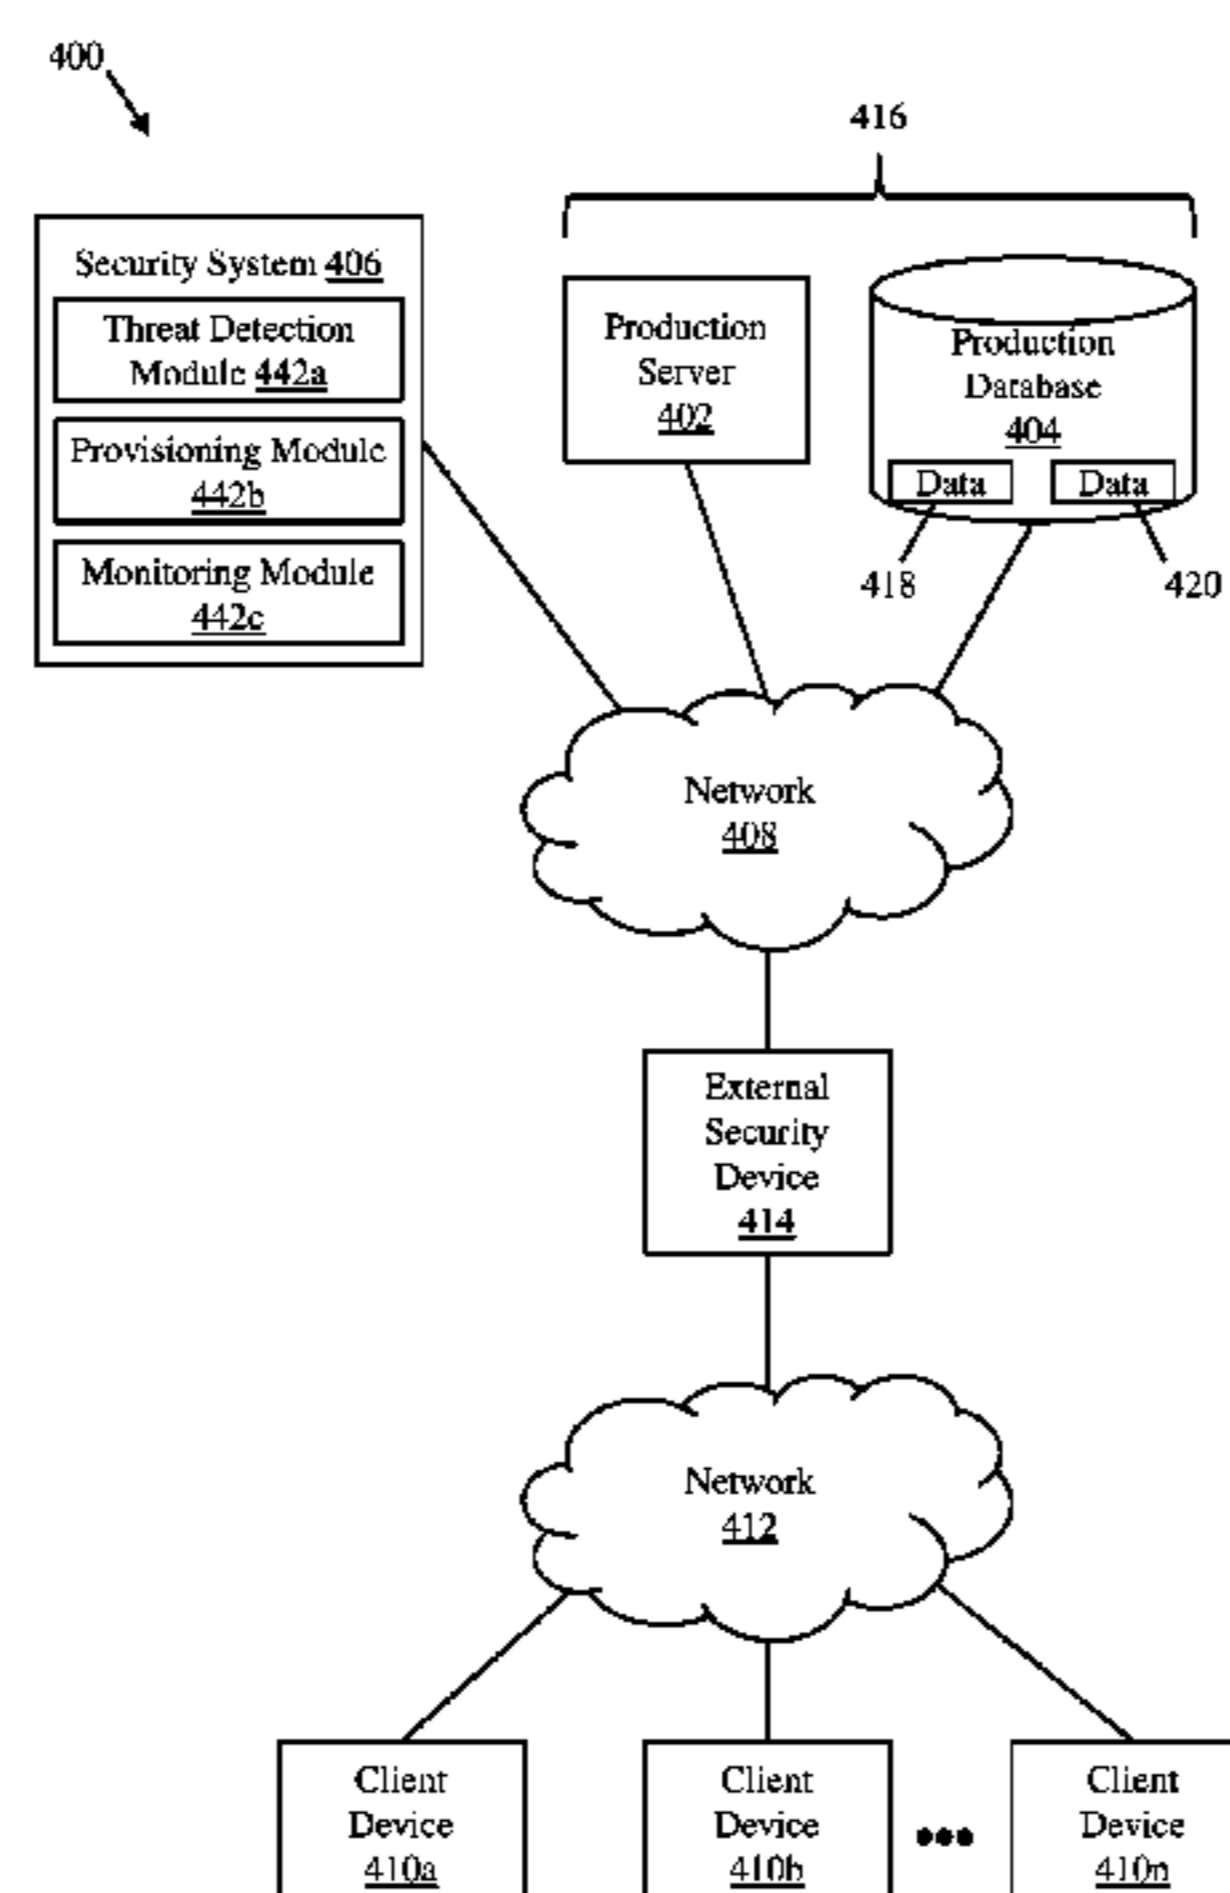 400
416
Security System 406
Threat Detection
Module 442a
Provisioning Module
442b
Monitoring Module
442c
Production
Server
402
Production
Database
404
Data
Data
418
420
Network
408
External
Security
Device
414
Network
412
Client
Device
410a
Client
Device
410b
Client
Device
410n